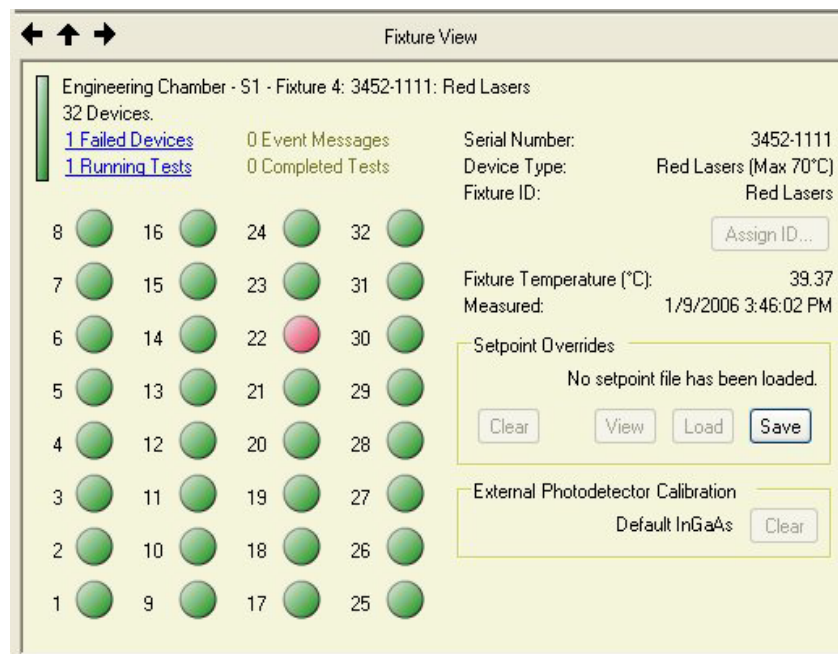 Fixture View
Engineering Chamber - S1 - Fixture 4: 3452-1111: Red Lasers
32 Devices.
1 Failed Devices 0 Event Messages
1 Running Tests 0 Completed Tests
Serial Number: 3452-1111
Device Type: Red Lasers (Max 70°C)
Fixture ID: Red Lasers
Assign ID...
8 16 24 32
7 15 23 31
6 14 22 30
5 13 21 29
4 12 20 28
3 11 19 27
2 10 18 26
1 9 17 25
Fixture Temperature (°C): 39.37
Measured: 1/9/2006 3:46:02 PM
Setpoint Overrides
No setpoint file has been loaded.
Clear View Load Save
External Photodetector Calibration
Default InGaAs Clear